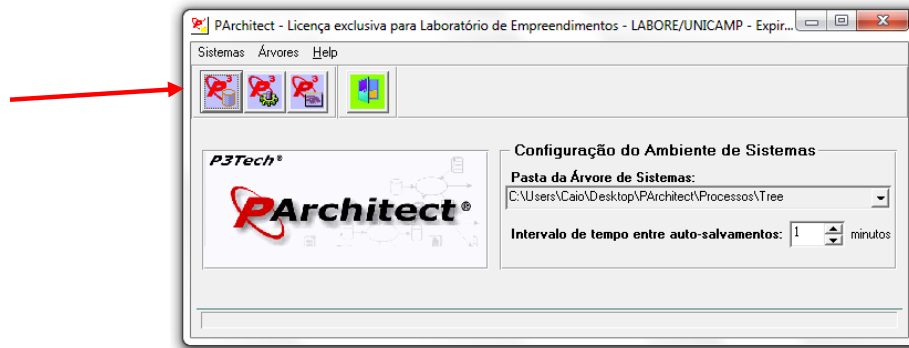 PArchitect - Licença exclusiva para Laboratório de Empreendimentos - LABORE/UNICAMP - Expir...
Sistemas Árvores Help
P3Tech®
PArchitect®
Configuração do Ambiente de Sistemas
Pasta da Árvore de Sistemas:
C:\Users\Caio\Desktop\PArchitect\Processos\Tree
Intervalo de tempo entre auto-salvamentos: 1 minutos